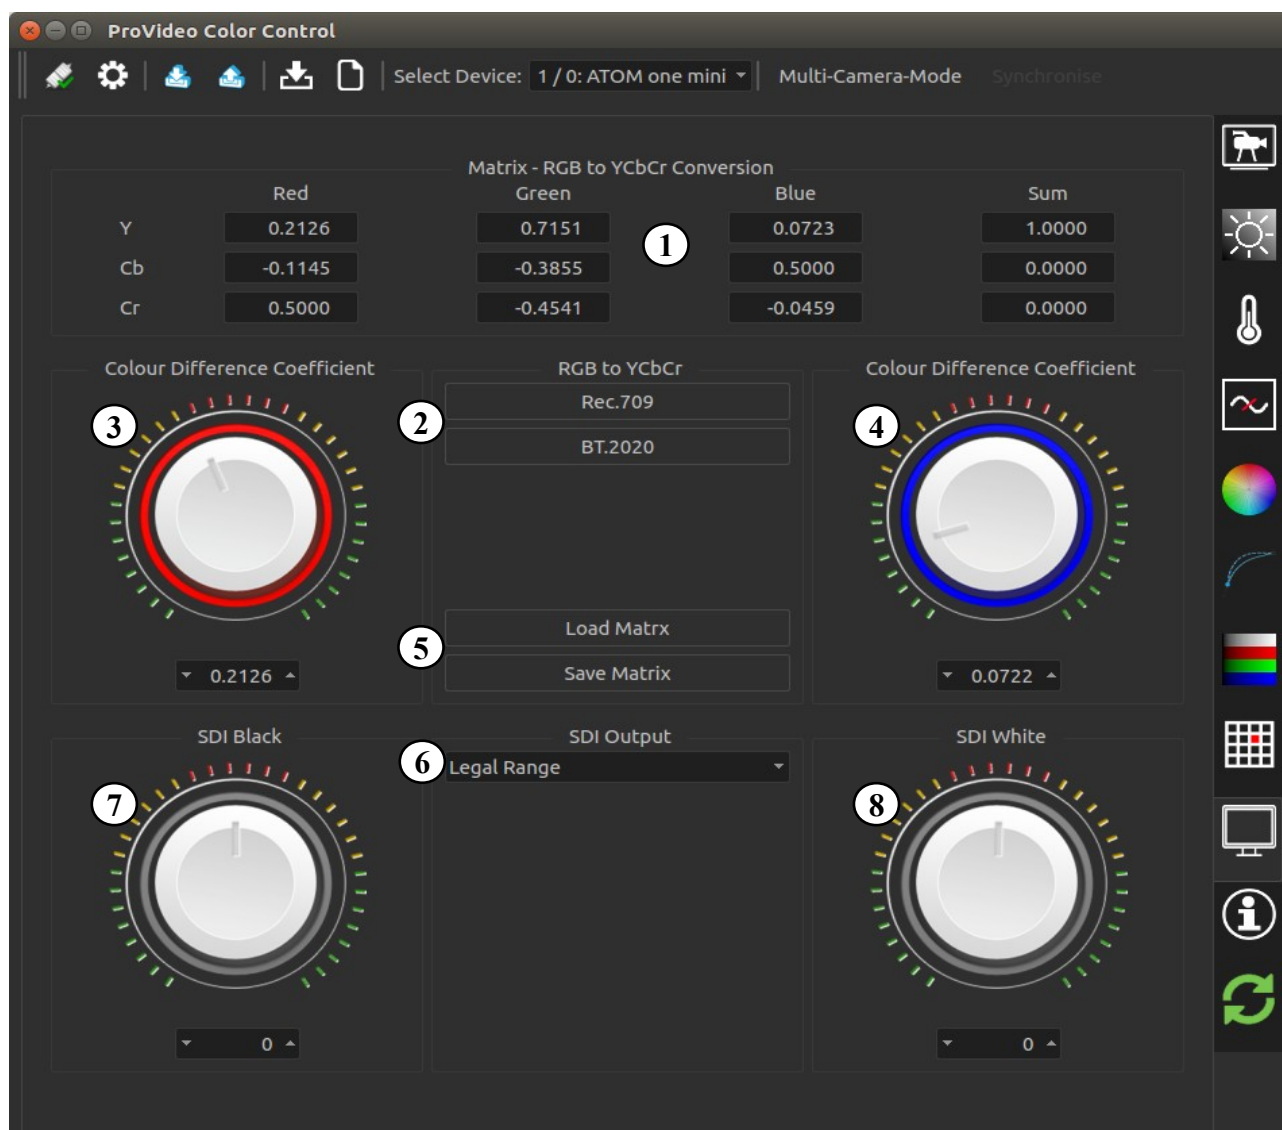 ProVideo Color Control
Select Device: 1 / 0: ATOM one mini Multi-Camera-Mode Synchronise
Matrix - RGB to YCbCr Conversion
Red Green Blue Sum
Y 0.2126 0.7151 0.0723 1.0000
1
Cb -0.1145 -0.3855 0.5000 0.0000
Cr 0.5000 -0.4541 -0.0459 0.0000
Colour Difference Coefficient RGB to YCbCr Colour Difference Coefficient
Rec.709
3 2 4
BT.2020
Load Matrx
5
Save Matrix
0.2126 0.0722
SDI Black SDI Output SDI White
6 Legal Range
7 8
0 0